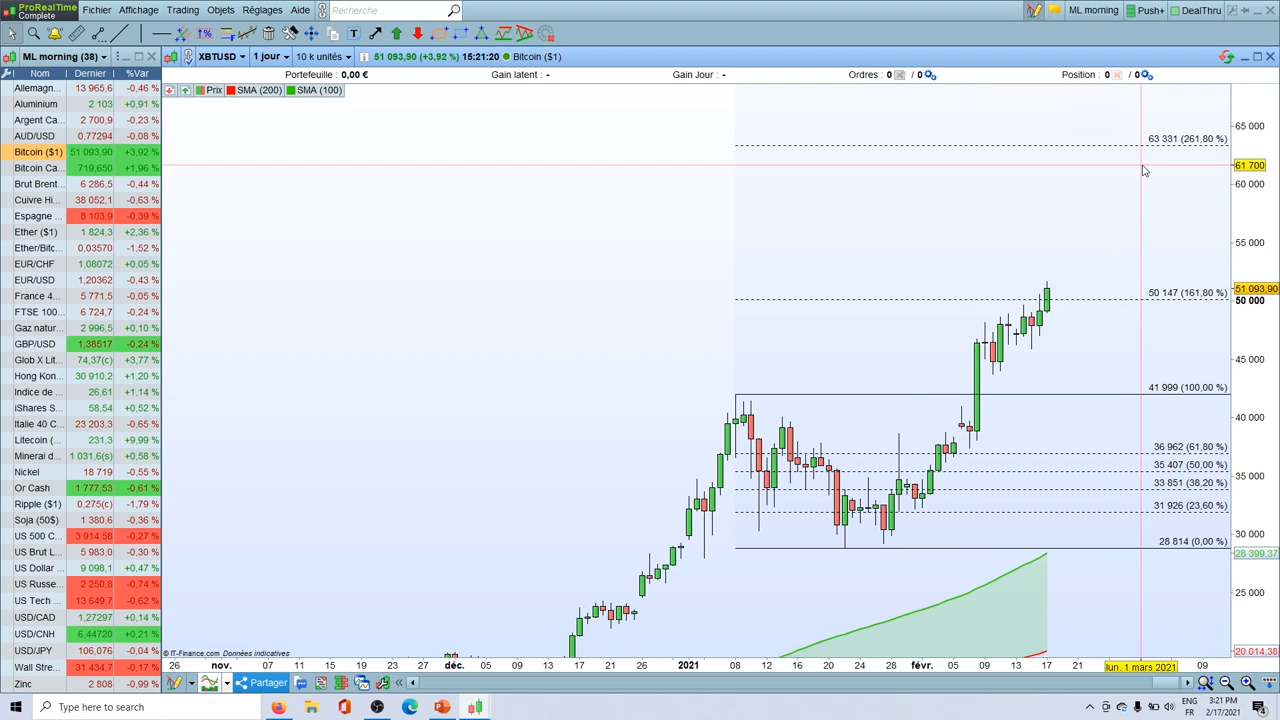 ProRealTime
Complete
Fichier Affichage Trading Objets Réglages Aide Recherche ... ML morning Push+ DealThru
ML morning (38) XBTUSD 1 jour 10 k unités 51 093,90 (+3,92 %) 15:21:20 Bitcoin ($1)
Nom Dernier %Var
Portefeuille : 0,00 € Gain latent : - Gain Jour : - Ordres : 0 / 0 Position : 0 / 0
Prix SMA (200) SMA (100)
Allemagn... 13 965,6 -0,46 %
Aluminium 2 103 +0,91 %
Argent Ca... 2 700,9 -0,23 %
AUD/USD 0,77294 -0,08 %
Bitcoin ($1) 51 093,90 +3,92 %
Bitcoin Ca... 719,650 +1,96 %
Brut Brent... 6 286,5 -0,44 %
Cuivre Hi... 38 052,1 -0,63 %
Espagne ... 8 103,9 -0,39 %
Ether ($1) 1 824,3 +2,36 %
Ether/Bitc... 0,03570 -1,52 %
EUR/CHF 1,08072 +0,05 %
EUR/USD 1,20362 -0,43 %
France 4... 5 771,5 -0,05 %
FTSE 100... 6 724,7 -0,24 %
Gaz natur... 2 996,5 +0,10 %
GBP/USD 1,38517 -0,24 %
Glob X Lit... 74,37(c) +3,77 %
Hong Kon... 30 910,2 +1,20 %
Indice de ... 26,61 +1,14 %
iShares S... 58,54 +0,52 %
Italie 40 C... 23 203,3 -0,65 %
Litecoin (... 231,3 +9,99 %
Minerai d... 1 031,6(s) +0,58 %
Nickel 18 719 -0,55 %
Or Cash 1 777,53 -0,61 %
Ripple ($1) 0,275(c) -1,79 %
Soja (50$) 1 380,6 -0,36 %
US 500 C... 3 914,58 -0,27 %
US Brut L... 5 983,0 -0,30 %
US Dollar ... 9 098,1 +0,47 %
US Russe... 2 250,8 -0,74 %
US Tech ... 13 649,7 -0,62 %
USD/CAD 1,27297 +0,14 %
USD/CNH 6,44720 +0,21 %
USD/JPY 106,076 -0,04 %
Wall Stre... 31 434,7 -0,17 %
Zinc 2 808 -0,99 %
65 000
63 331 (261,80 %)
61 700
60 000
55 000
51 093,90
50 147 (161,80 %)
50 000
45 000
41 999 (100,00 %)
40 000
36 962 (61,80 %)
35 407 (50,00 %)
35 000
33 851 (38,20 %)
31 926 (23,60 %)
30 000
28 814 (0,00 %)
28 399,37
25 000
20 014,38
© IT-Finance.com Données indicatives
26 nov. 07 11 17 23 27 déc. 05 09 13 17 21 26 2021 08 12 18 22 28 févr. 05 09 13 17 21 lun. 1 mars 2021 09
Partager
Type here to search
ENG
FR
3:21 PM
2/17/2021
4